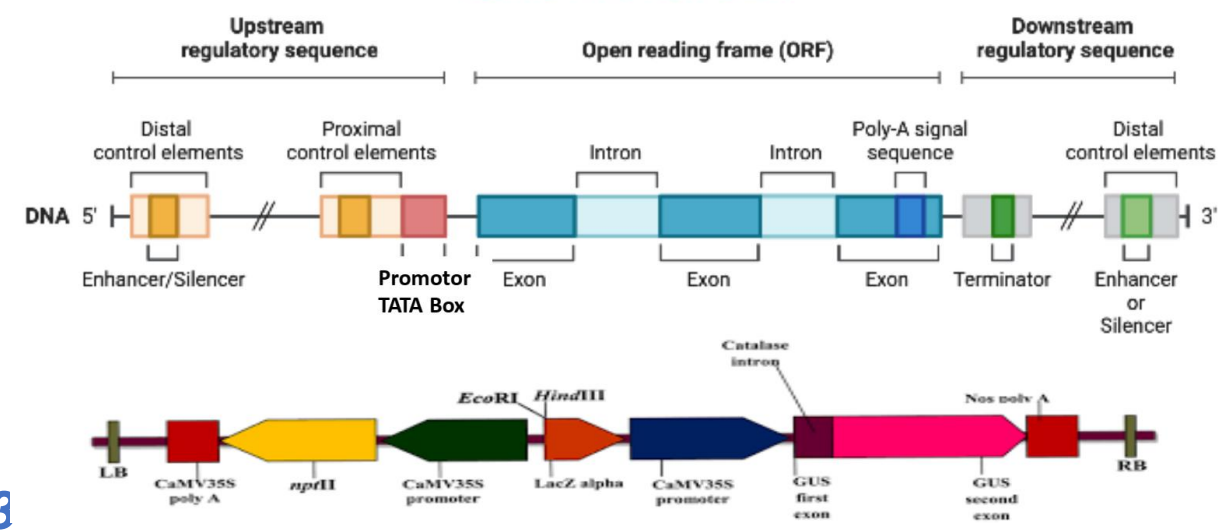 Upstream
regulatory sequence
Open reading frame (ORF)
Downstream
regulatory sequence
Distal
control elements
Proximal
control elements
Intron
Intron
Poly-A signal
sequence
Distal
control elements
DNA 5'
3'
Enhancer/Silencer
Promotor
TATA Box
Exon
Exon
Exon
Terminator
Enhancer
or
Silencer
Catalase
intron
EcoRI
HindIII
Nos poly A
LB
CaMV35S
poly A
nptII
CaMV35S
promoter
LacZ alpha
CaMV35S
promoter
GUS
first
exon
GUS
second
exon
RB